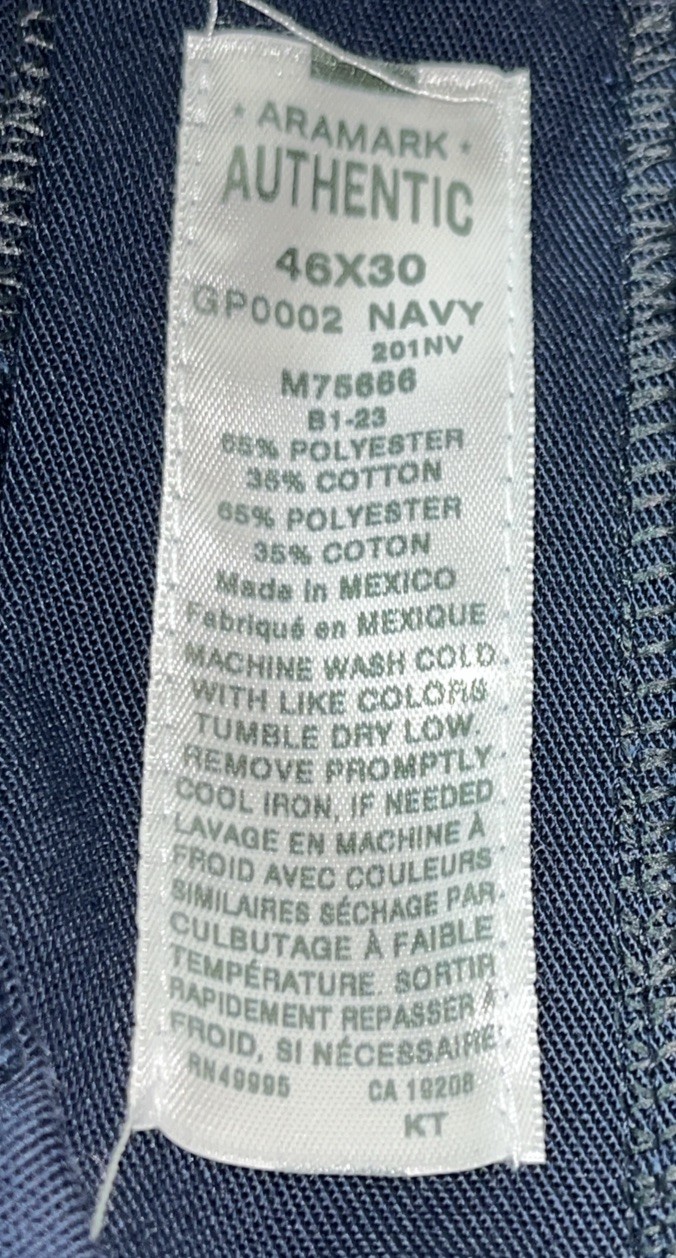 • ARAMARK •
AUTHENTIC
46X30
GP0002 NAVY
201NV
M75666
B1-23
65% POLYESTER
35% COTTON
65% POLYESTER
35% COTON
Made in MEXICO
Fabriqué en MEXIQUE
MACHINE WASH COLD.
WITH LIKE COLORS
TUMBLE DRY LOW.
REMOVE PROMPTLY
COOL IRON, IF NEEDED
LAVAGE EN MACHINE À
FROID AVEC COULEURS
SIMILAIRES SÉCHAGE PAR
CULBUTAGE À FAIBLE
TEMPÉRATURE. SORTIR
RAPIDEMENT REPASSER À
FROID, SI NÉCESSAIRE
RN49995 CA 19208
KT